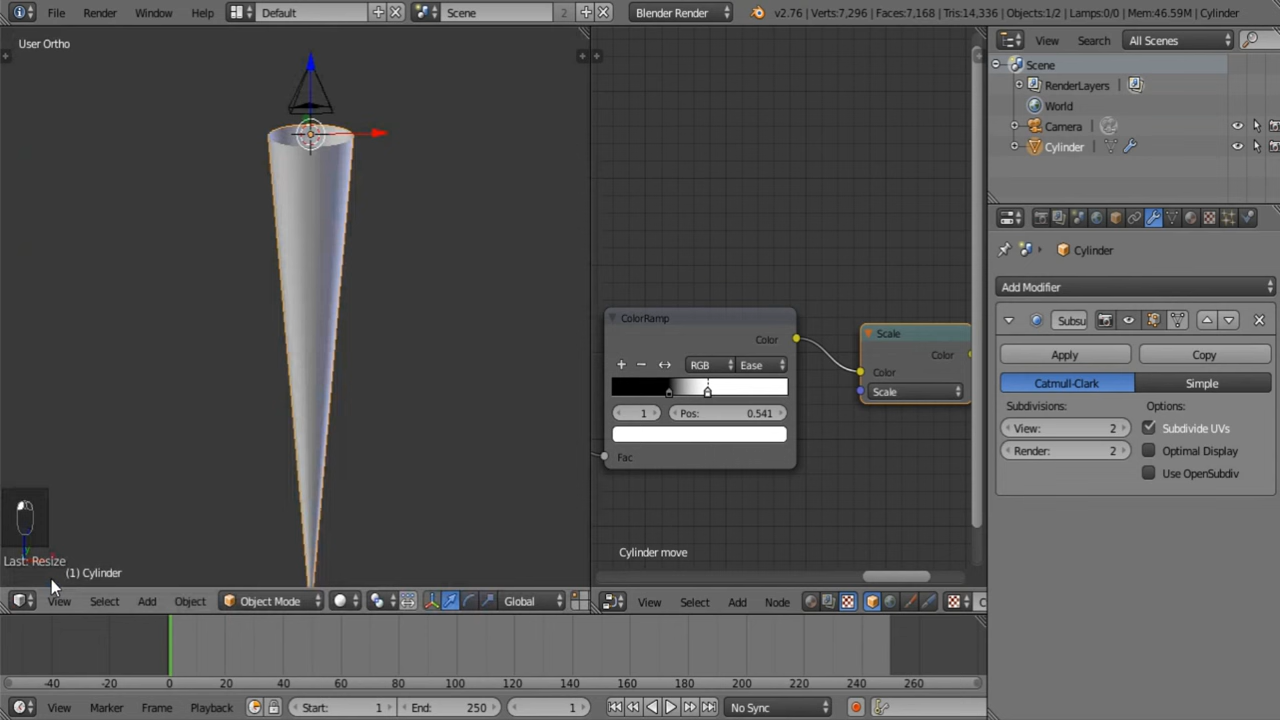 File Render Window Help Default Scene 2 Blender Render v2.76 | Verts:7,296 | Faces:7,168 | Tris:14,336 | Objects:1/2 | Lamps:0/0 | Mem:46.59M | Cylinder
User Ortho
View Search All Scenes
Scene
RenderLayers
World
Camera
Cylinder
Cylinder
Add Modifier
Subsu
Apply Copy
Catmull-Clark Simple
Subdivisions: Options:
View: 2 Subdivide UVs
Render: 2 Optimal Display
Use OpenSubdiv
ColorRamp
Color
RGB Ease
1 Pos: 0.541
Fac
Scale
Color
Color
Scale
Cylinder move
Last: Resize
(1) Cylinder
View Select Add Object Object Mode Global
View Select Add Node
-40 -20 0 20 40 60 80 100 120 140 160 180 200 220 240 260
View Marker Frame Playback Start: 1 End: 250 1 No Sync